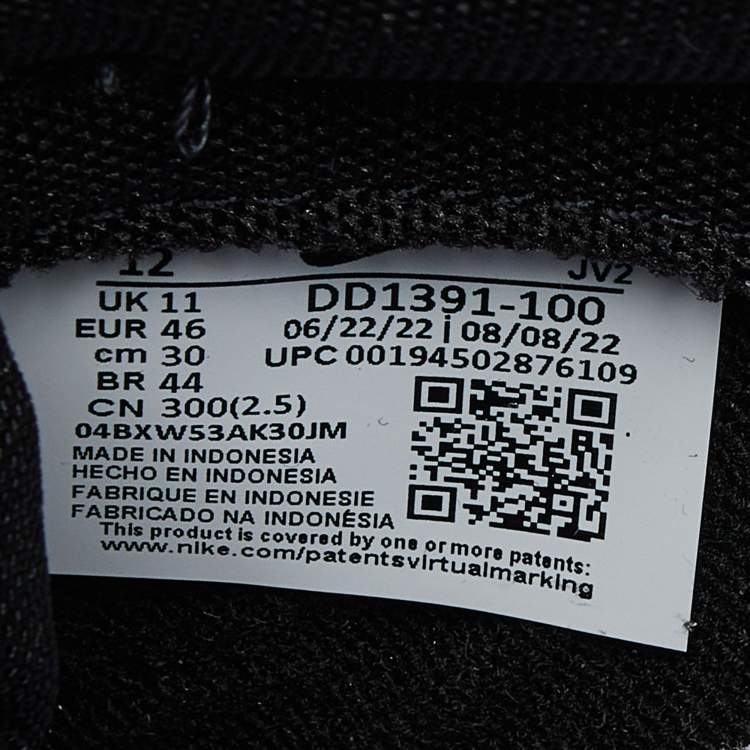 12 JV2
UK 11 DD1391-100
EUR 46 06/22/22 | 08/08/22
cm 30 UPC 00194502876109
BR 44
CN 300(2.5)
04BXW53AK30JM
MADE IN INDONESIA
HECHO EN INDONESIA
FABRIQUE EN INDONESIE
FABRICADO NA INDONÉSIA
This product is covered by one or more patents:
www.nike.com/patentsvirtualmarking